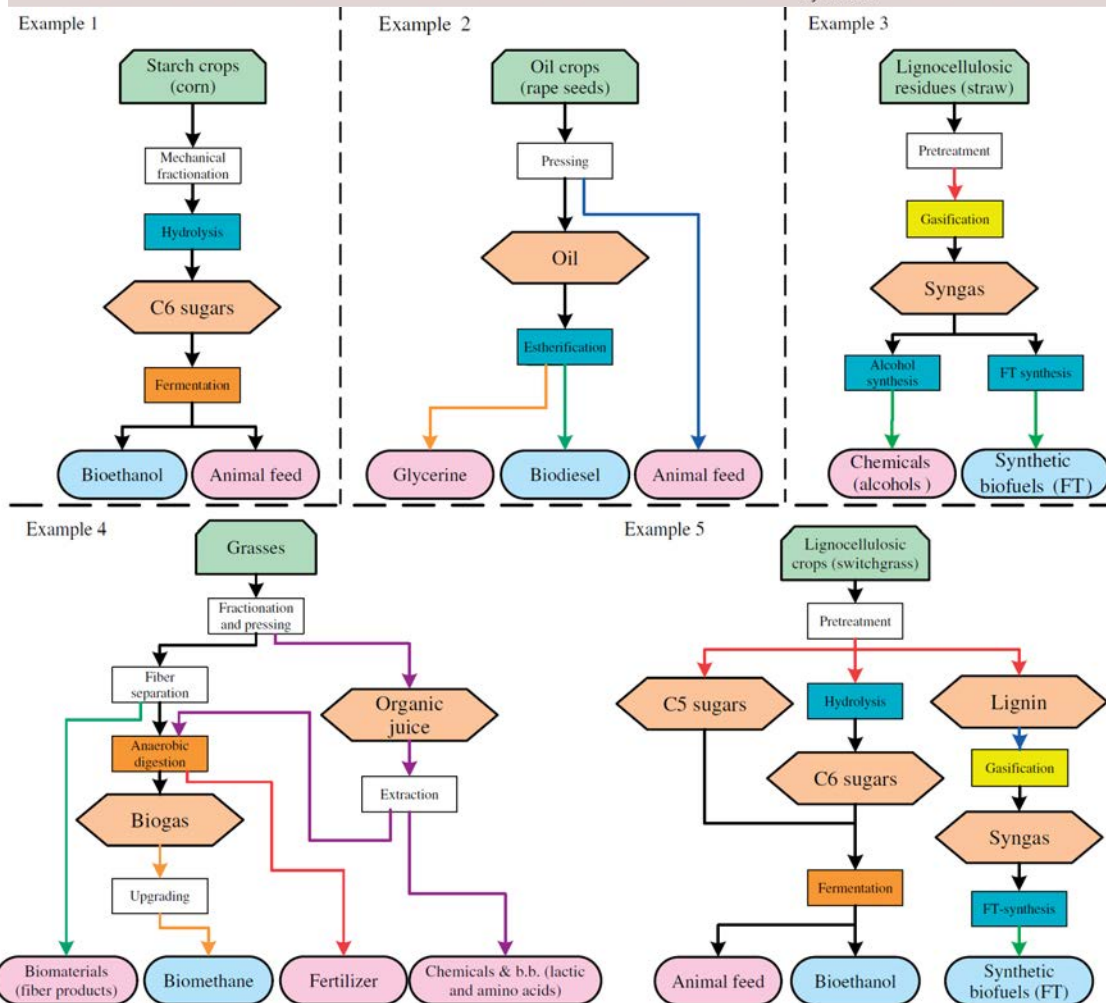 Example 1
Starch crops
(corn)
Mechanical
fractionation
Hydrolysis
C6 sugars
Fermentation
Bioethanol
Animal feed
Example 2
Oil crops
(rape seeds)
Pressing
Oil
Estherification
Glycerine
Biodiesel
Animal feed
Example 3
Lignocellulosic
residues (straw)
Pretreatment
Gasification
Syngas
Alcohol
synthesis
FT synthesis
Chemicals
(alcohols )
Synthetic
biofuels (FT)
Example 4
Grasses
Fractionation
and pressing
Fiber
separation
Organic
juice
Anaerobic
digestion
Extraction
Biogas
Upgrading
Biomaterials
(fiber products)
Biomethane
Fertilizer
Chemicals & b.b. (lactic
and amino acids)
Example 5
Lignocellulosic
crops (switchgrass)
Pretreatment
C5 sugars
Hydrolysis
Lignin
C6 sugars
Gasification
Syngas
Fermentation
FT-synthesis
Animal feed
Bioethanol
Synthetic
biofuels (FT)